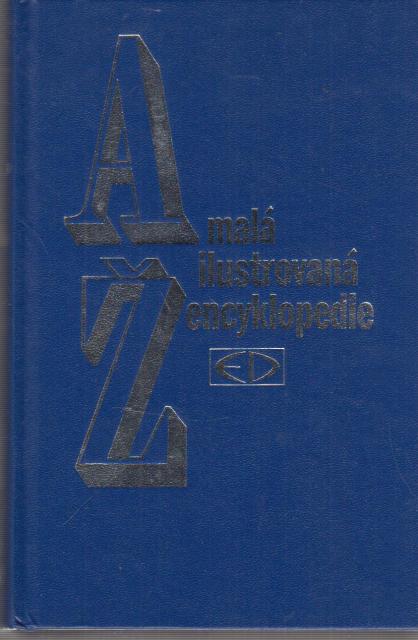 A
malá
ilustrovaná
Ž
encyklopedie
ED